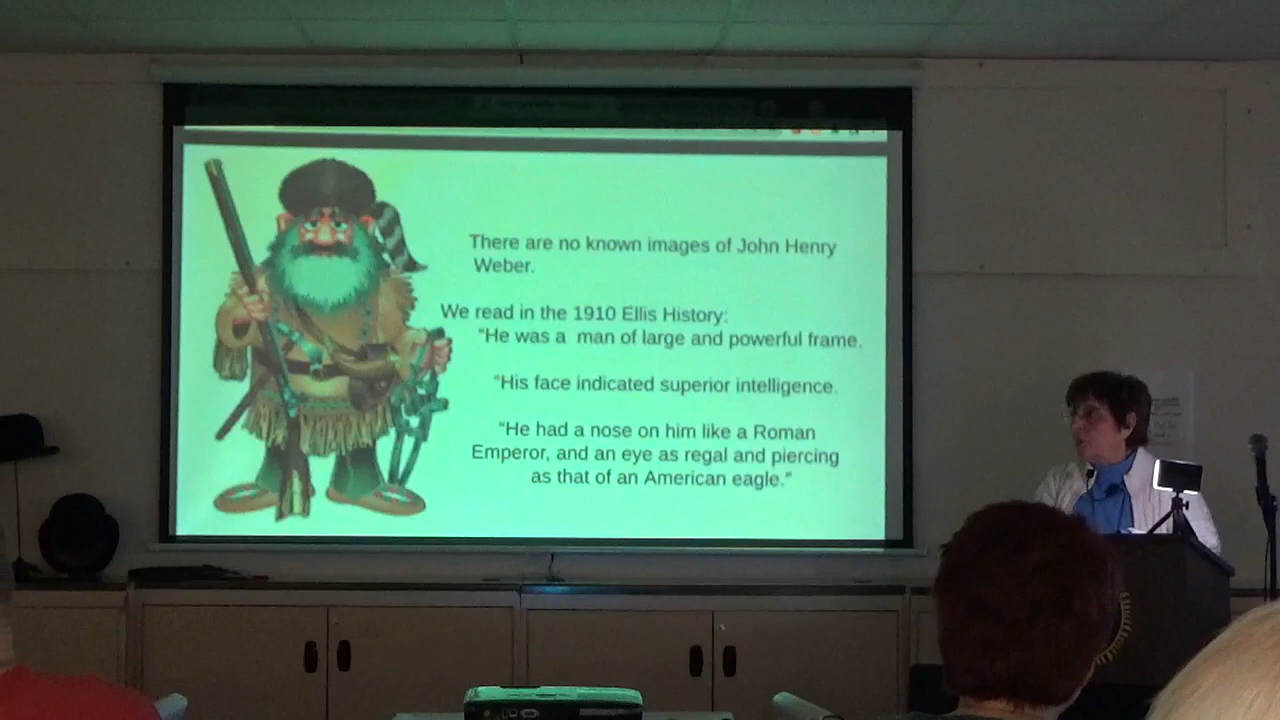 There are no known images of John Henry
Weber.
We read in the 1910 Ellis History:
"He was a man of large and powerful frame.
"His face indicated superior intelligence.
"He had a nose on him like a Roman
Emperor, and an eye as regal and piercing
as that of an American eagle."